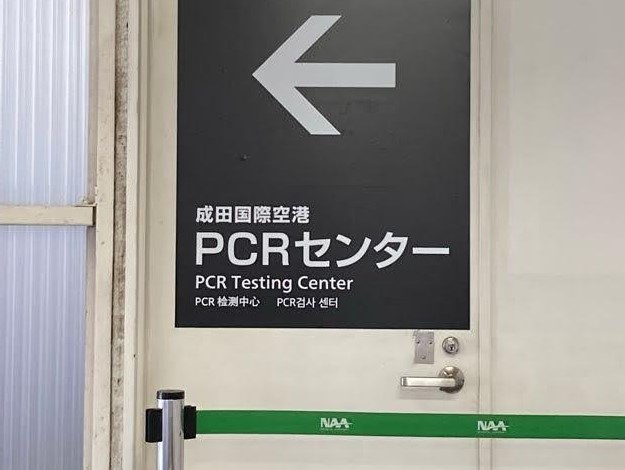 成田国際空港
PCRセンター
PCR Testing Center
PCR 检测中心 PCR검사 센터
NAA NAA